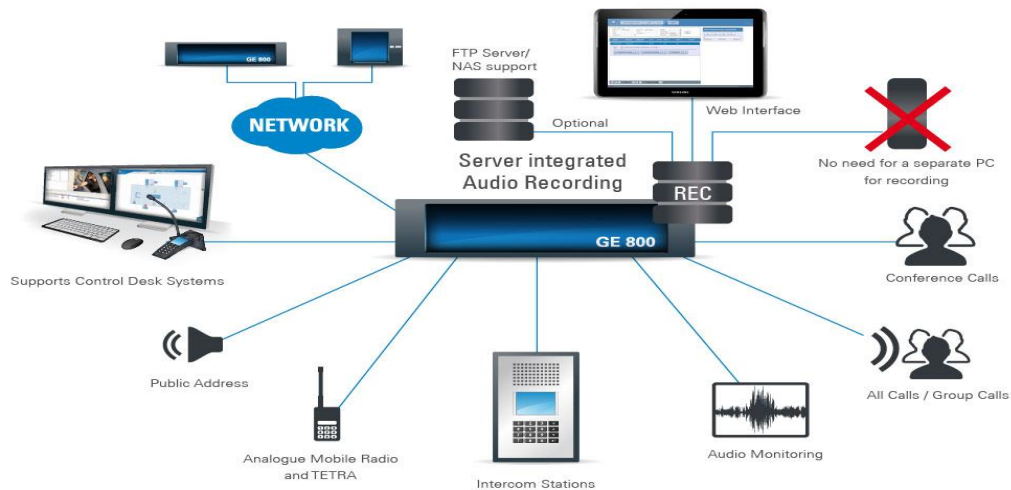 GE 800
NETWORK
FTP Server/
NAS support
Optional
Web Interface
No need for a separate PC
for recording
Server integrated
Audio Recording
REC
GE 800
Supports Control Desk Systems
Conference Calls
Public Address
All Calls / Group Calls
Analogue Mobile Radio
and TETRA
Intercom Stations
Audio Monitoring
SAMSUNG